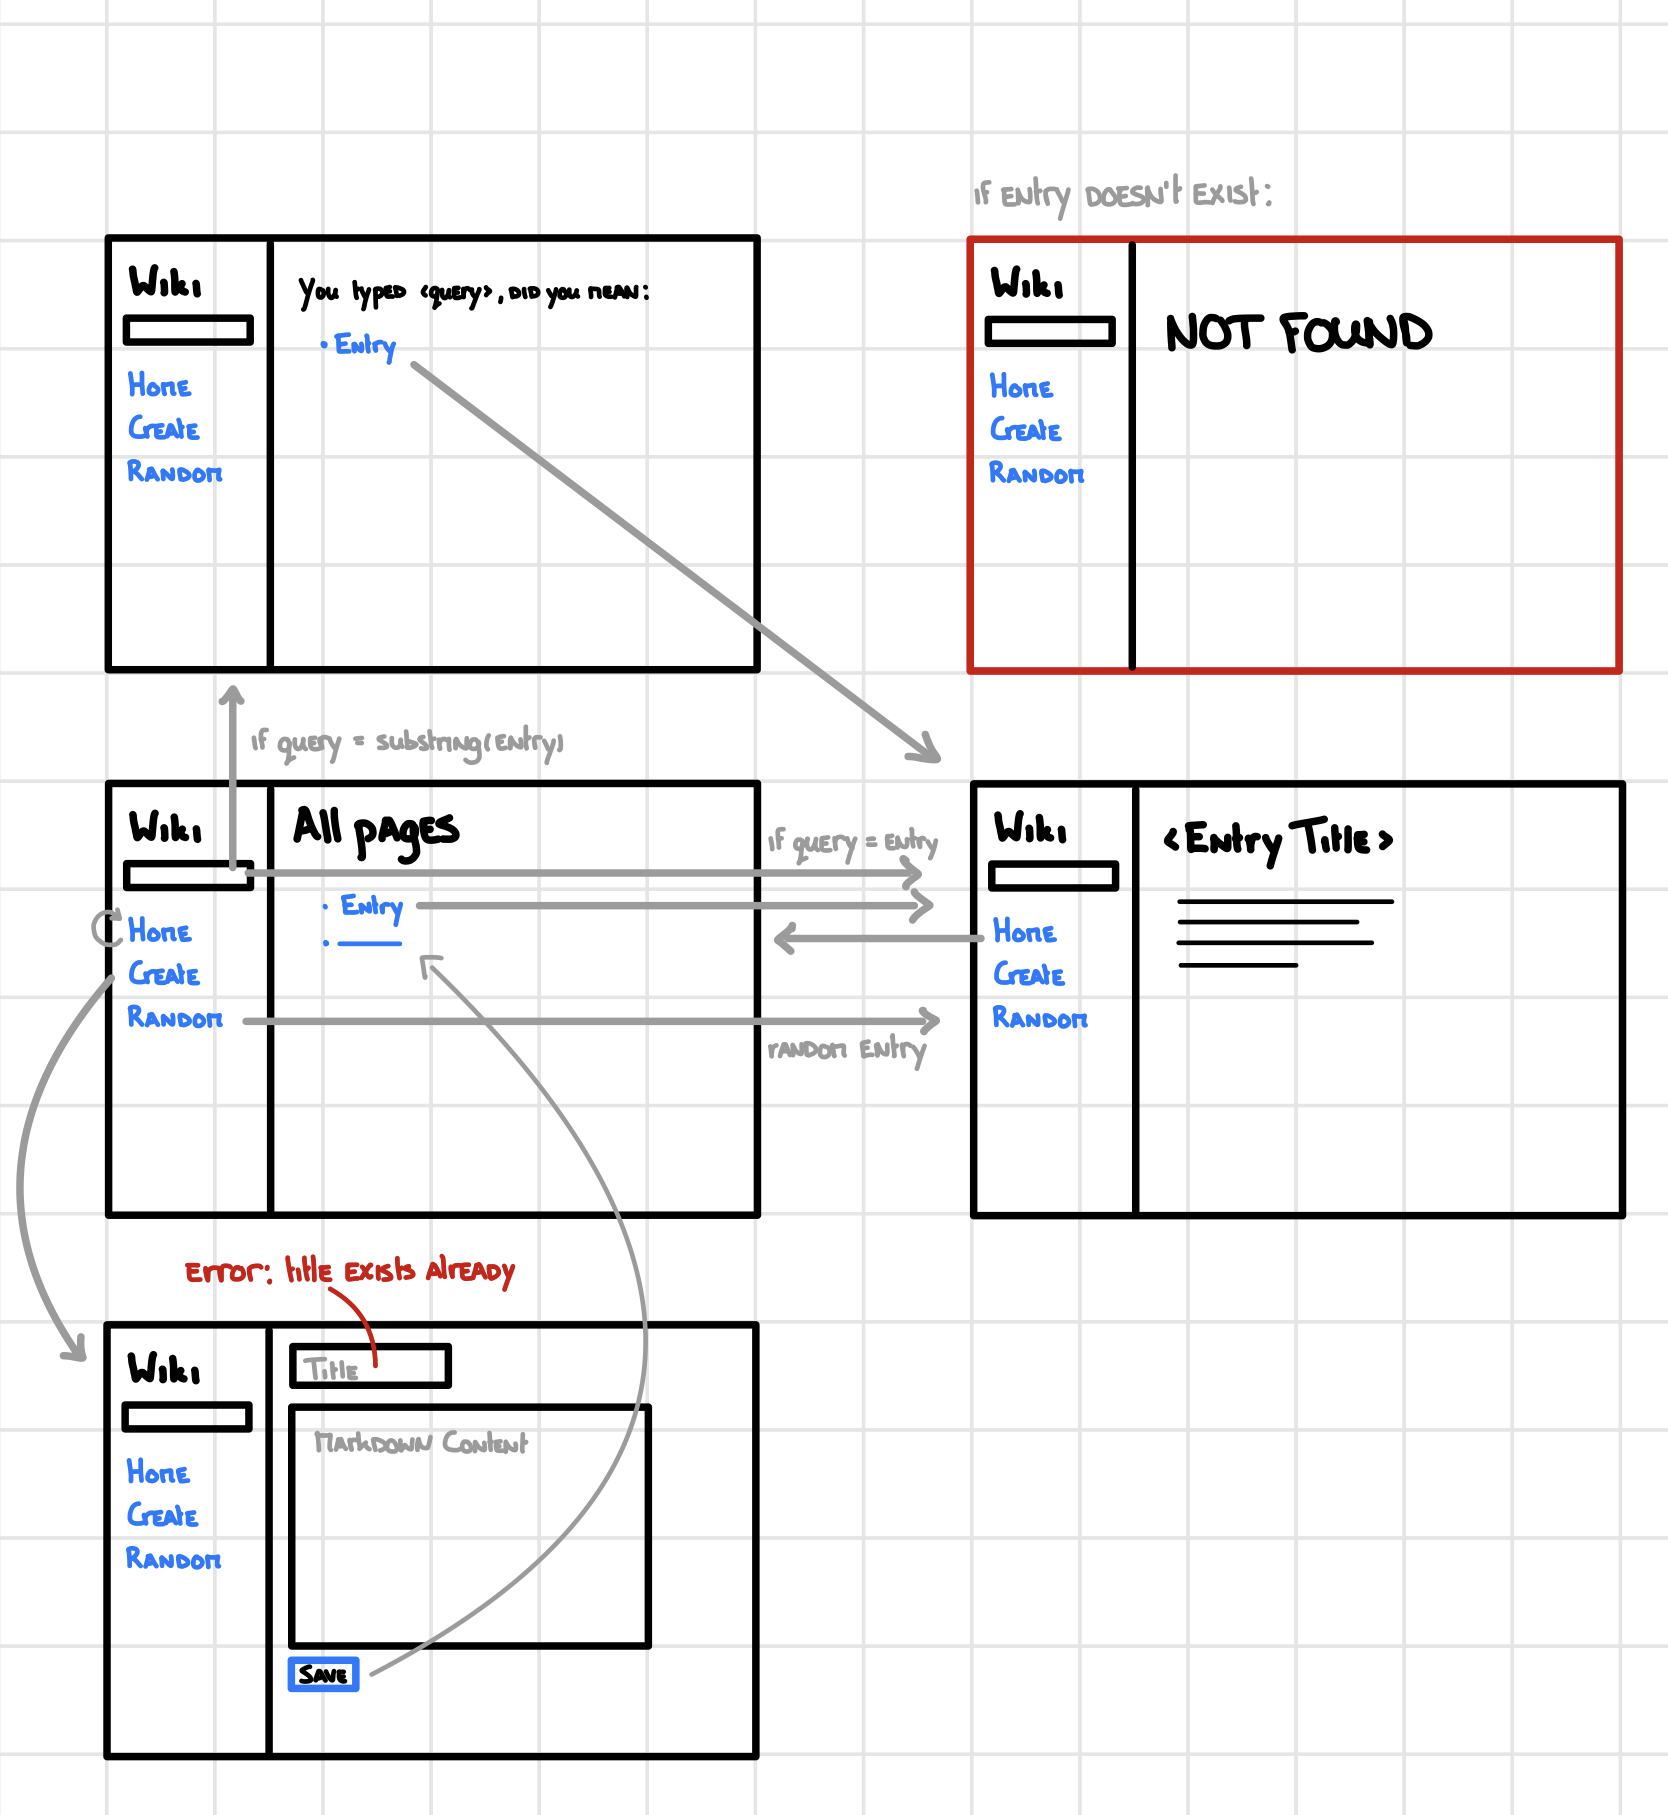 if Entry doesn't exist:
Wiki
Home
Create
Random
You typed <query>, did you mean:
• Entry
Wiki
Home
Create
Random
NOT FOUND
if query = substring(entry)
Wiki
Home
Create
Random
All pages
• Entry
if query = entry
random entry
Wiki
Home
Create
Random
<Entry Title>
Error: title exists already
Wiki
Home
Create
Random
Title
Markdown Content
Save